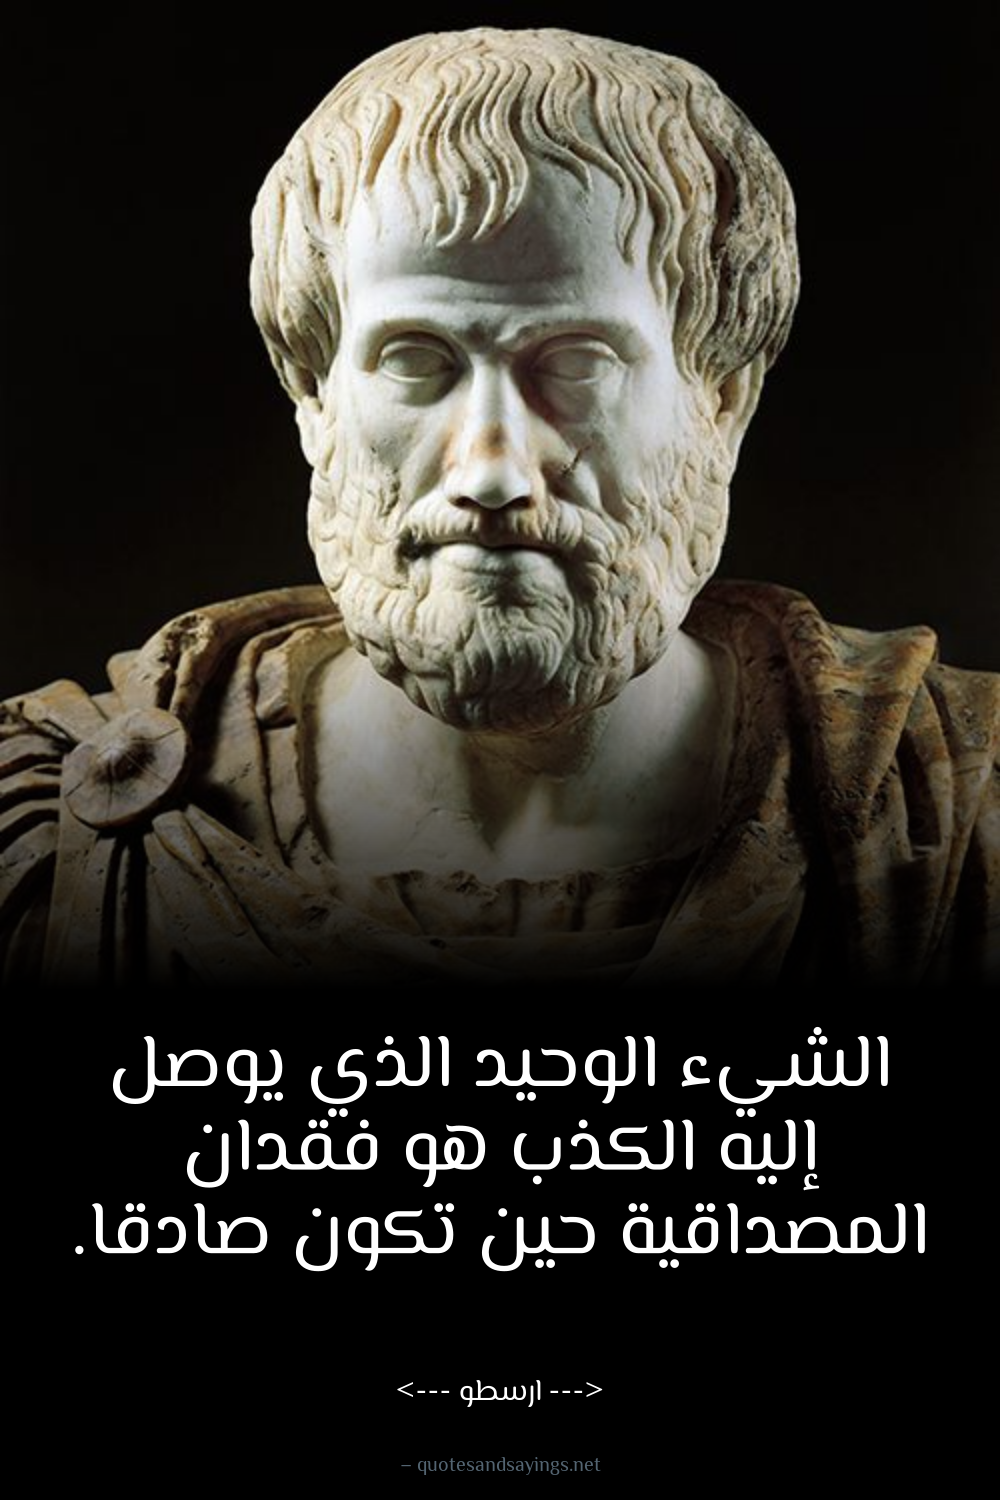 الشيء الوحيد الذي يوصل
إليه الكذب هو فقدان
المصداقية حين تكون صادقا.
<--- ارسطو --->
– quotesandsayings.net